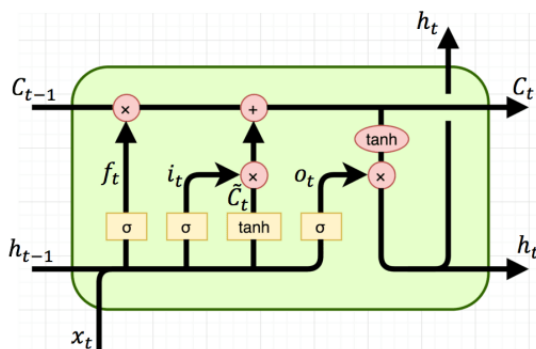 h_t
C_{t-1} × + C_t
tanh
f_t i_t × o_t ×
C̃_t
σ σ tanh σ
h_{t-1} h_t
x_t